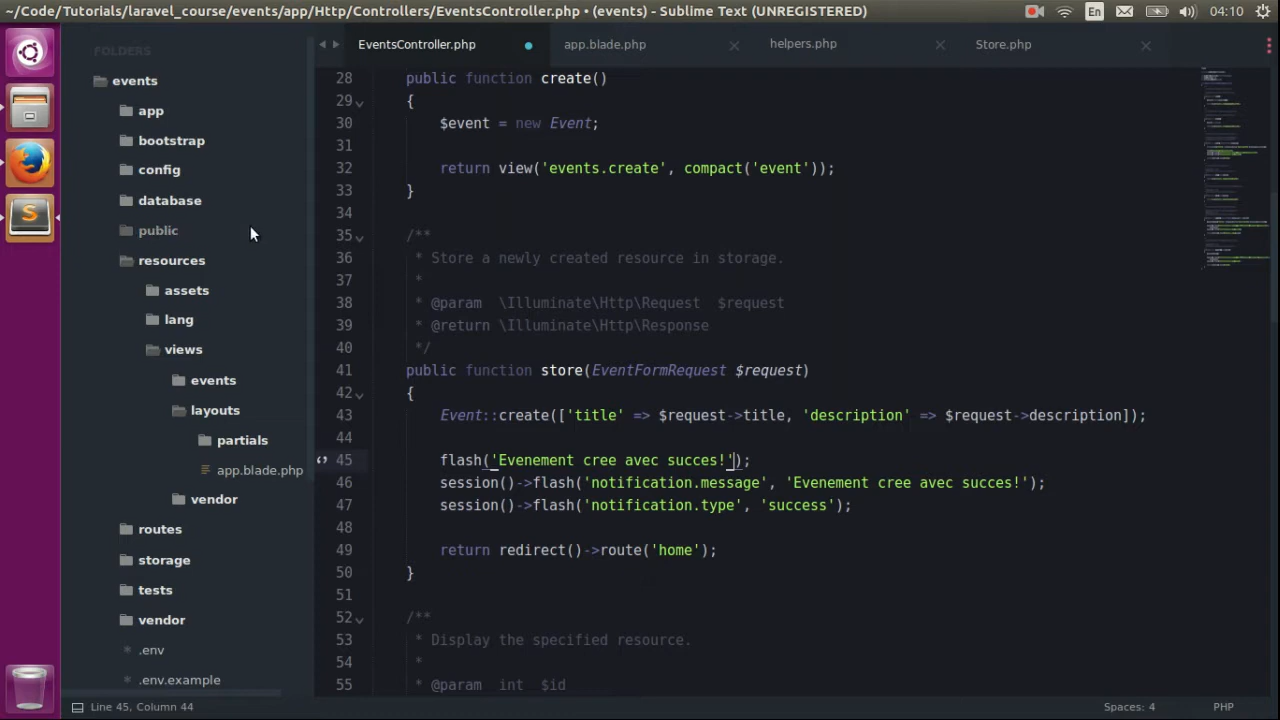 ~/Code/Tutorials/laravel_course/events/app/Http/Controllers/EventsController.php • (events) - Sublime Text (UNREGISTERED)
En
04:10
FOLDERS
events
app
bootstrap
config
database
public
resources
assets
lang
views
events
layouts
partials
app.blade.php
vendor
routes
storage
tests
vendor
.env
.env.example
EventsController.php
app.blade.php
helpers.php
Store.php
28 public function create()
29 {
30 $event = new Event;
31
32 return view('events.create', compact('event'));
33 }
34
35 /**
36 * Store a newly created resource in storage.
37 *
38 * @param \Illuminate\Http\Request $request
39 * @return \Illuminate\Http\Response
40 */
41 public function store(EventFormRequest $request)
42 {
43 Event::create(['title' => $request->title, 'description' => $request->description]);
44
45 flash('Evenement cree avec succes!');
46 session()->flash('notification.message', 'Evenement cree avec succes!');
47 session()->flash('notification.type', 'success');
48
49 return redirect()->route('home');
50 }
51
52 /**
53 * Display the specified resource.
54 *
55 * @param int $id
Line 45, Column 44
Spaces: 4
PHP